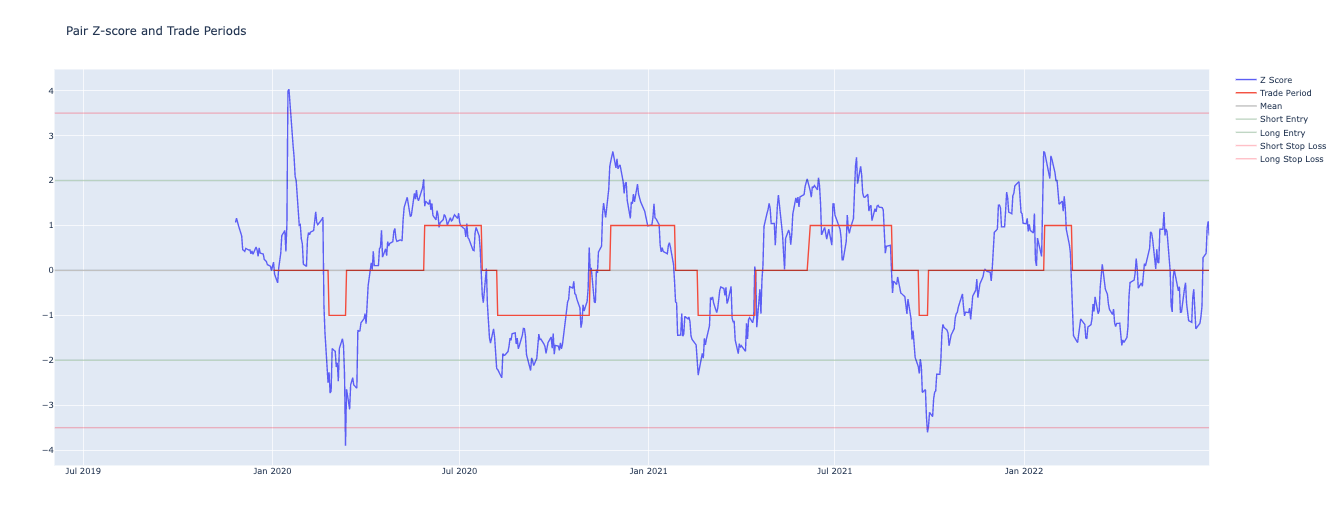 Pair Z-score and Trade Periods
4
3
2
1
0
−1
−2
−3
−4
Jul 2019
Jan 2020
Jul 2020
Jan 2021
Jul 2021
Jan 2022
Z Score
Trade Period
Mean
Short Entry
Long Entry
Short Stop Loss
Long Stop Loss